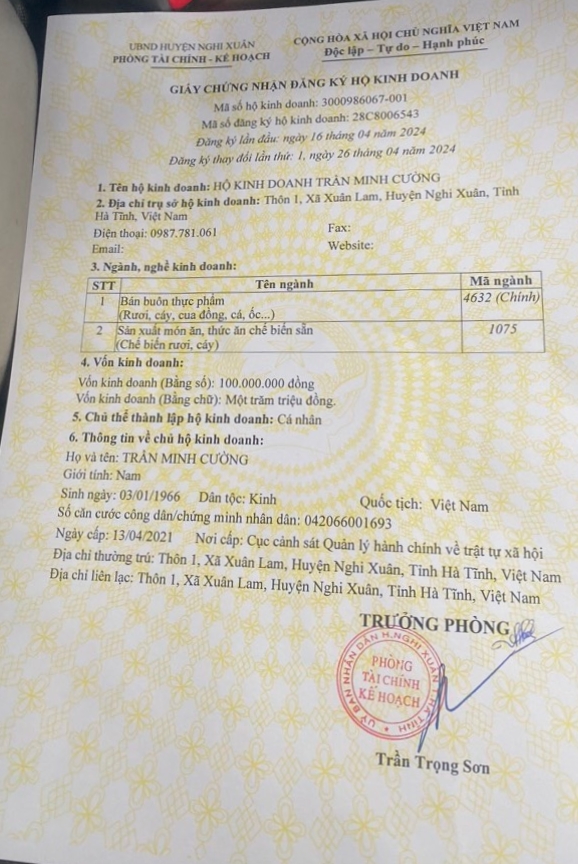 UBND HUYỆN NGHI XUÂN
PHÒNG TÀI CHÍNH - KẾ HOẠCH
CỘNG HÒA XÃ HỘI CHỦ NGHĨA VIỆT NAM
Độc lập – Tự do – Hạnh phúc
GIẤY CHỨNG NHẬN ĐĂNG KÝ HỘ KINH DOANH
Mã số hộ kinh doanh: 3000986067-001
Mã số đăng ký hộ kinh doanh: 28C8006543
Đăng ký lần đầu: ngày 16 tháng 04 năm 2024
Đăng ký thay đổi lần thứ: 1, ngày 26 tháng 04 năm 2024
1. Tên hộ kinh doanh: HỘ KINH DOANH TRẦN MINH CƯỜNG
2. Địa chỉ trụ sở hộ kinh doanh: Thôn 1, Xã Xuân Lam, Huyện Nghi Xuân, Tỉnh
Hà Tĩnh, Việt Nam
Điện thoại: 0987.781.061 Fax:
Email: Website:
3. Ngành, nghề kinh doanh:
STT Tên ngành Mã ngành
1 Bán buôn thực phẩm 4632 (Chính)
(Rươi, cáy, cua đồng, cá, ốc...)
2 Sản xuất món ăn, thức ăn chế biến sẵn 1075
(Chế biến rươi, cáy)
4. Vốn kinh doanh:
Vốn kinh doanh (Bằng số): 100.000.000 đồng
Vốn kinh doanh (Bằng chữ): Một trăm triệu đồng.
5. Chủ thể thành lập hộ kinh doanh: Cá nhân
6. Thông tin về chủ hộ kinh doanh:
Họ và tên: TRẦN MINH CƯỜNG
Giới tính: Nam
Sinh ngày: 03/01/1966 Dân tộc: Kinh Quốc tịch: Việt Nam
Số căn cước công dân/chứng minh nhân dân: 042066001693
Ngày cấp: 13/04/2021 Nơi cấp: Cục cảnh sát Quản lý hành chính về trật tự xã hội
Địa chỉ thường trú: Thôn 1, Xã Xuân Lam, Huyện Nghi Xuân, Tỉnh Hà Tĩnh, Việt Nam
Địa chỉ liên lạc: Thôn 1, Xã Xuân Lam, Huyện Nghi Xuân, Tỉnh Hà Tĩnh, Việt Nam
TRƯỞNG PHÒNG
ỦY BAN NHÂN DÂN H.NGHI XUÂN T.HÀ TĨNH
PHÒNG
TÀI CHÍNH
KẾ HOẠCH
Trần Trọng Sơn